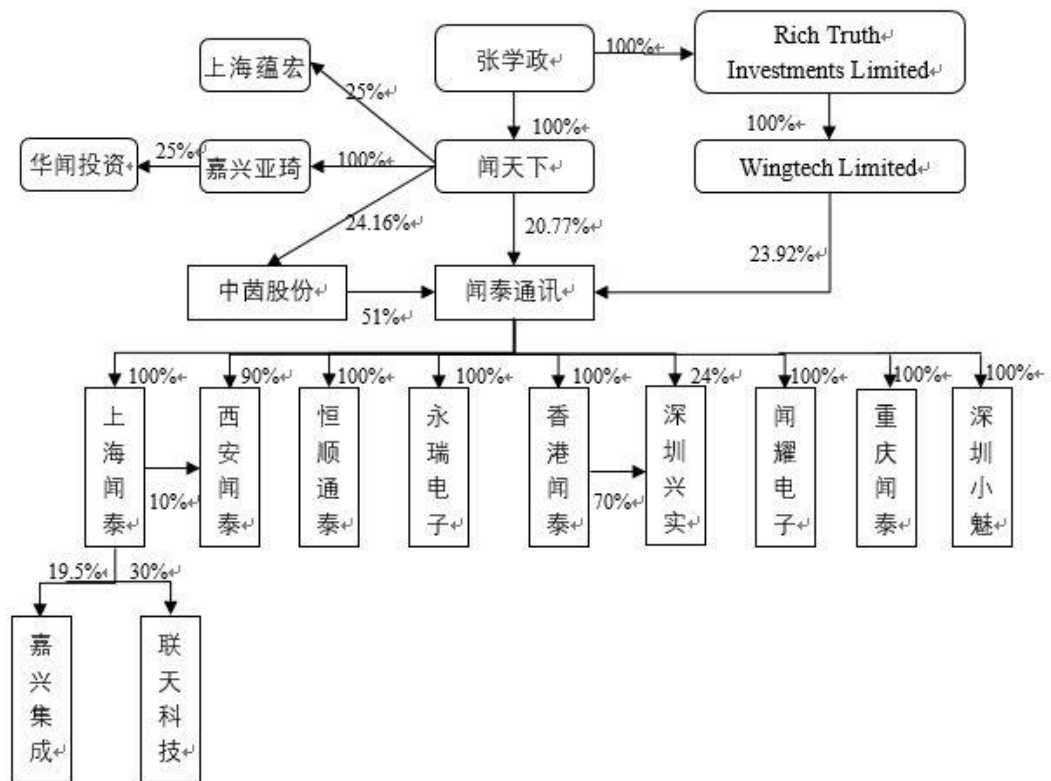 张学政
100%
Rich Truth
Investments Limited
上海蕴宏
25%
100%
100%
华闻投资
25%
嘉兴亚琦
100%
闻天下
Wingtech Limited
24.16%
20.77%
23.92%
中茵股份
51%
闻泰通讯
100%
90%
100%
100%
100%
24%
100%
100%
100%
上海闻泰
10%
西安闻泰
恒顺通泰
永瑞电子
香港闻泰
70%
深圳兴实
闻耀电子
重庆闻泰
深圳小魅
19.5%
30%
嘉兴集成
联天科技